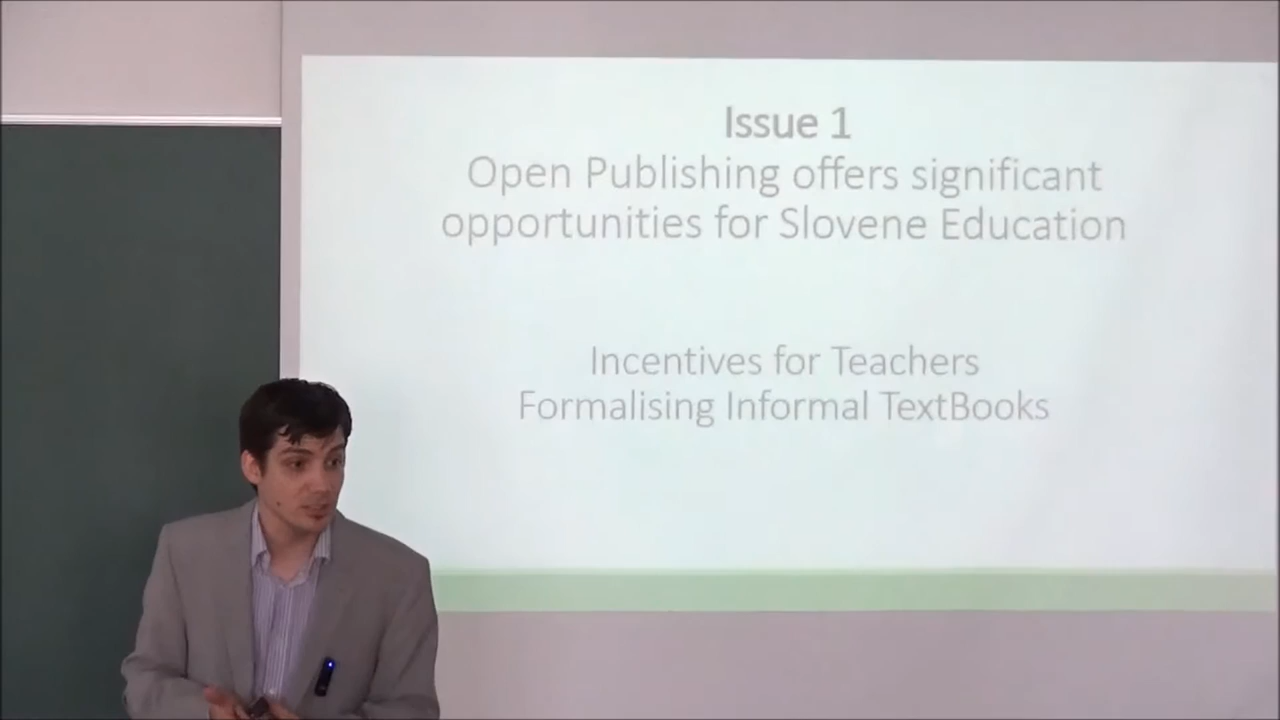 Issue 1
Open Publishing offers significant
opportunities for Slovene Education
Incentives for Teachers
Formalising Informal TextBooks